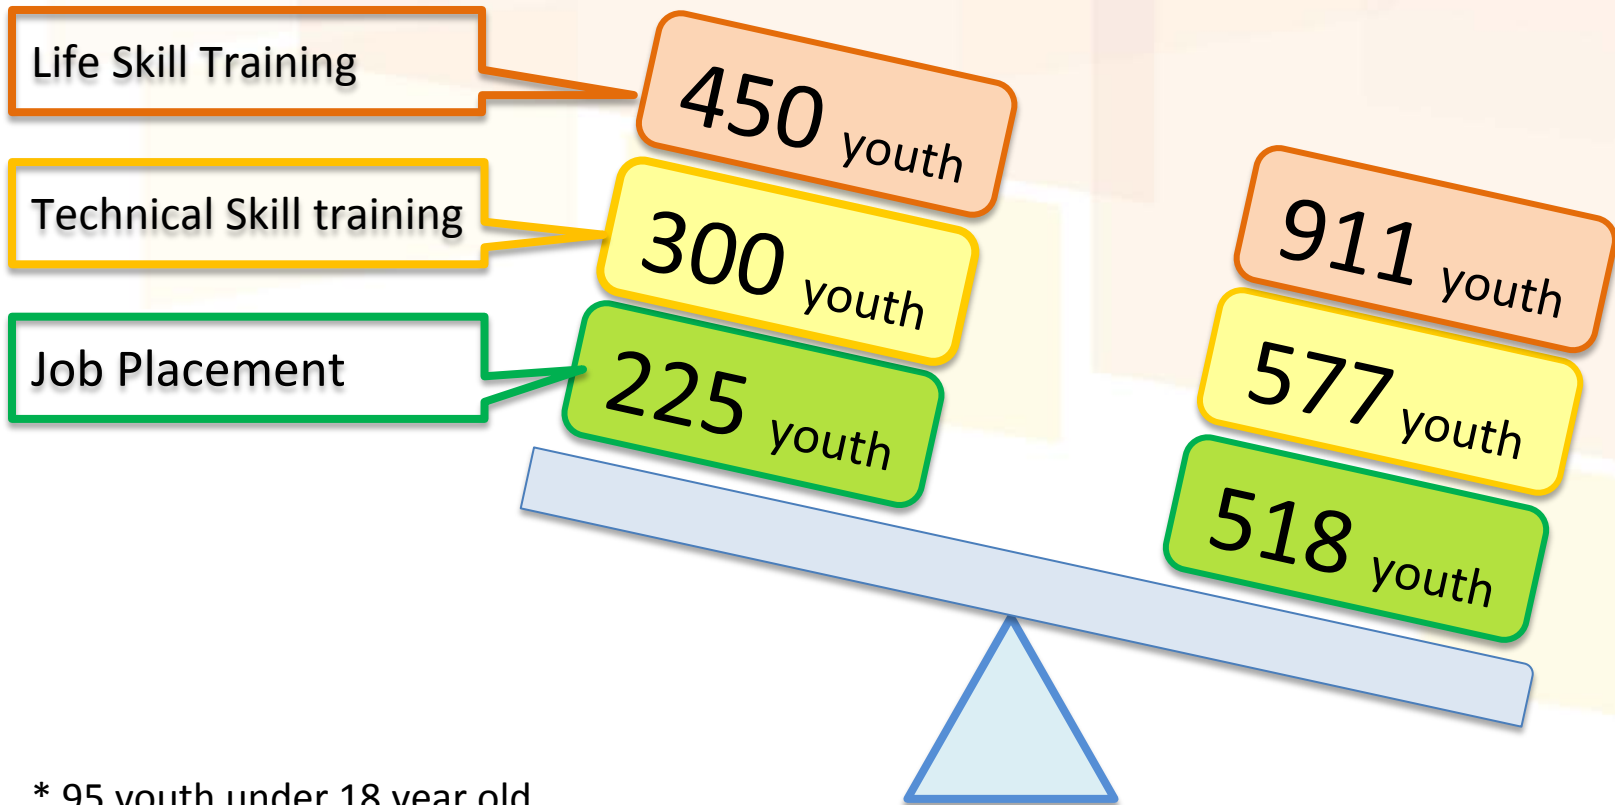 Life Skill Training
450 youth
Technical Skill training
300 youth
Job Placement
225 youth
911 youth
577 youth
518 youth
* 95 youth under 18 year old